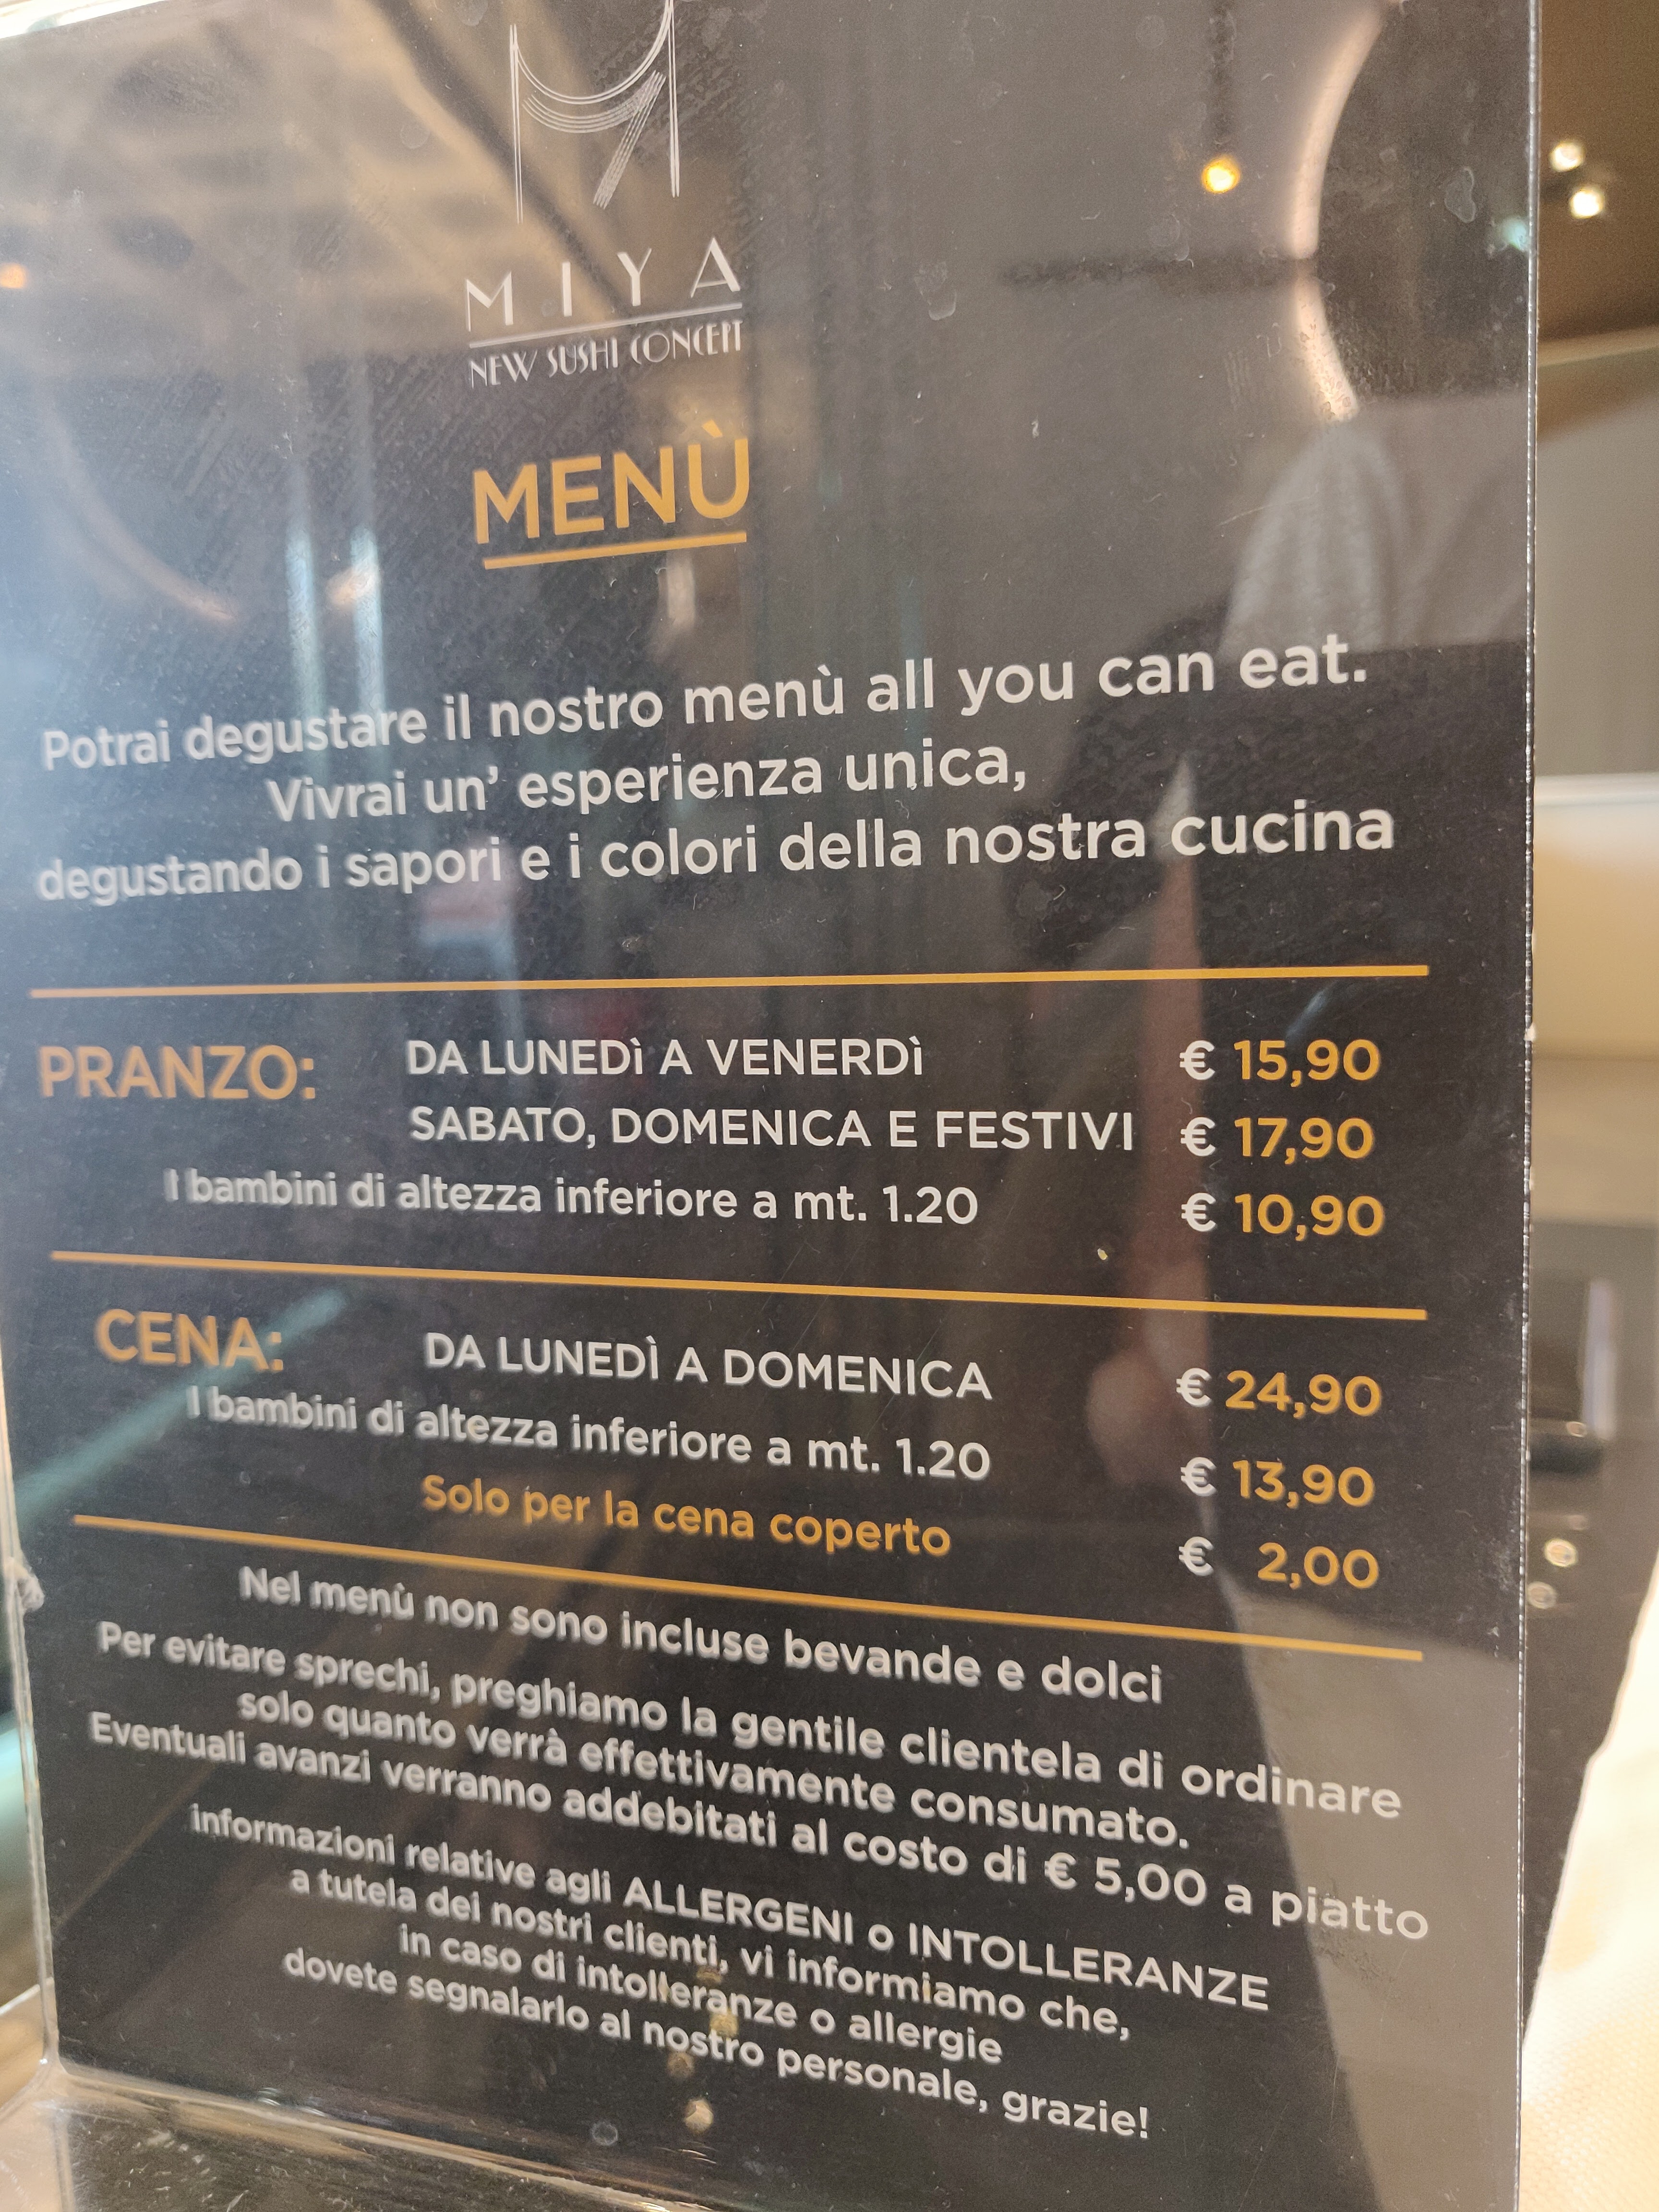 MIYA
NEW SUSHI CONCEPT
MENÙ
Potrai degustare il nostro menù all you can eat.
Vivrai un' esperienza unica,
degustando i sapori e i colori della nostra cucina
PRANZO: DA LUNEDì A VENERDì € 15,90
SABATO, DOMENICA E FESTIVI € 17,90
I bambini di altezza inferiore a mt. 1.20 € 10,90
CENA: DA LUNEDÌ A DOMENICA € 24,90
I bambini di altezza inferiore a mt. 1.20 € 13,90
Solo per la cena coperto € 2,00
Nel menù non sono incluse bevande e dolci
Per evitare sprechi, preghiamo la gentile clientela di ordinare
solo quanto verrà effettivamente consumato.
Eventuali avanzi verranno addebitati al costo di € 5,00 a piatto
informazioni relative agli ALLERGENI o INTOLLERANZE
a tutela dei nostri clienti, vi informiamo che,
in caso di intolleranze o allergie
dovete segnalarlo al nostro personale, grazie!